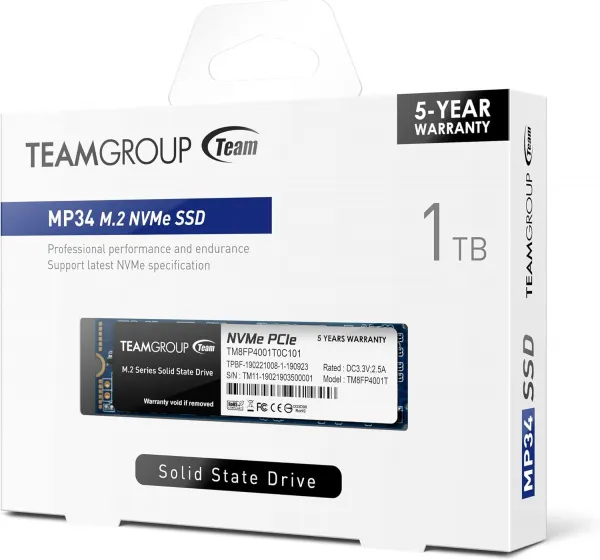 5-YEAR
WARRANTY
TEAMGROUP Team
MP34 M.2 NVMe SSD
Professional performance and endurance
Support latest NVMe specification
1 TB
TEAMGROUP Team
M.2 Series Solid State Drive
Warranty void if removed
NVMe PCIe
5 YEARS WARRANTY
TM8FP4001T0C101
TPBF-190221008-1-190923
Rated : DC3.3V;2.5A
S/N : TM11-19021903500001
Model : TM8FP4001T
Solid State Drive
MP34 SSD